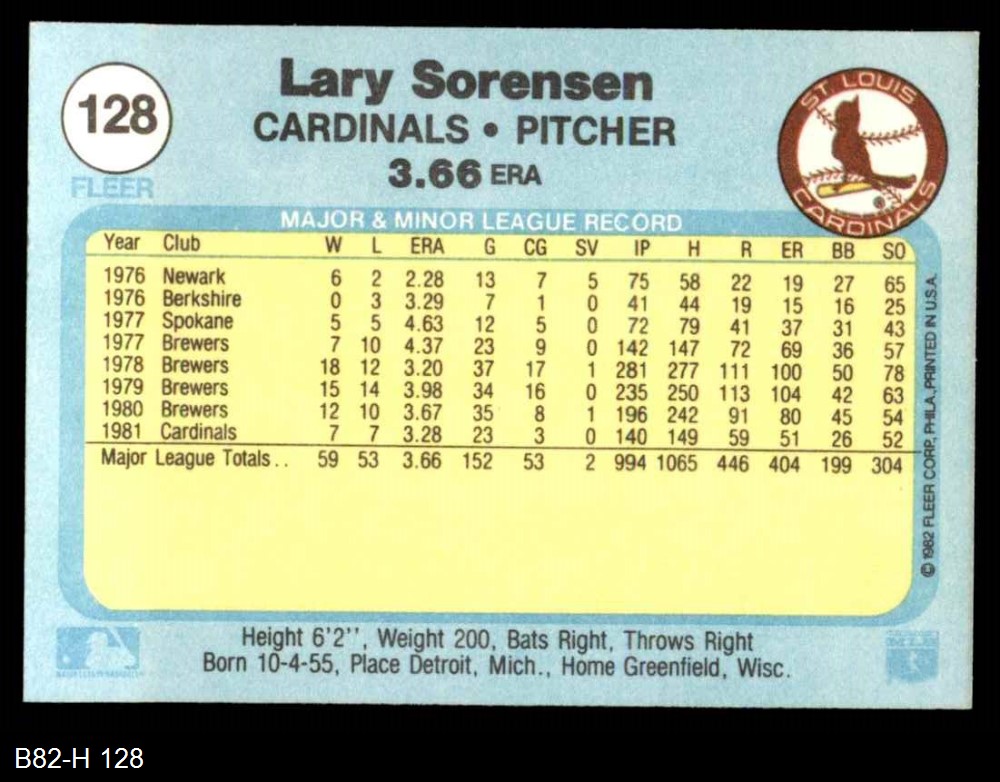 128
FLEER
Lary Sorensen
CARDINALS • PITCHER
3.66 ERA
ST. LOUIS
CARDINALS
MAJOR & MINOR LEAGUE RECORD
Year Club W L ERA G CG SV IP H R ER BB SO
1976 Newark 6 2 2.28 13 7 5 75 58 22 19 27 65
1976 Berkshire 0 3 3.29 7 1 0 41 44 19 15 16 25
1977 Spokane 5 5 4.63 12 5 0 72 79 41 37 31 43
1977 Brewers 7 10 4.37 23 9 0 142 147 72 69 36 57
1978 Brewers 18 12 3.20 37 17 1 281 277 111 100 50 78
1979 Brewers 15 14 3.98 34 16 0 235 250 113 104 42 63
1980 Brewers 12 10 3.67 35 8 1 196 242 91 80 45 54
1981 Cardinals 7 7 3.28 23 3 0 140 149 59 51 26 52
Major League Totals.. 59 53 3.66 152 53 2 994 1065 446 404 199 304
© 1982 FLEER CORP., PHILA., PRINTED IN U.S.A.
Height 6'2'', Weight 200, Bats Right, Throws Right
Born 10-4-55, Place Detroit, Mich., Home Greenfield, Wisc.
B82-H 128